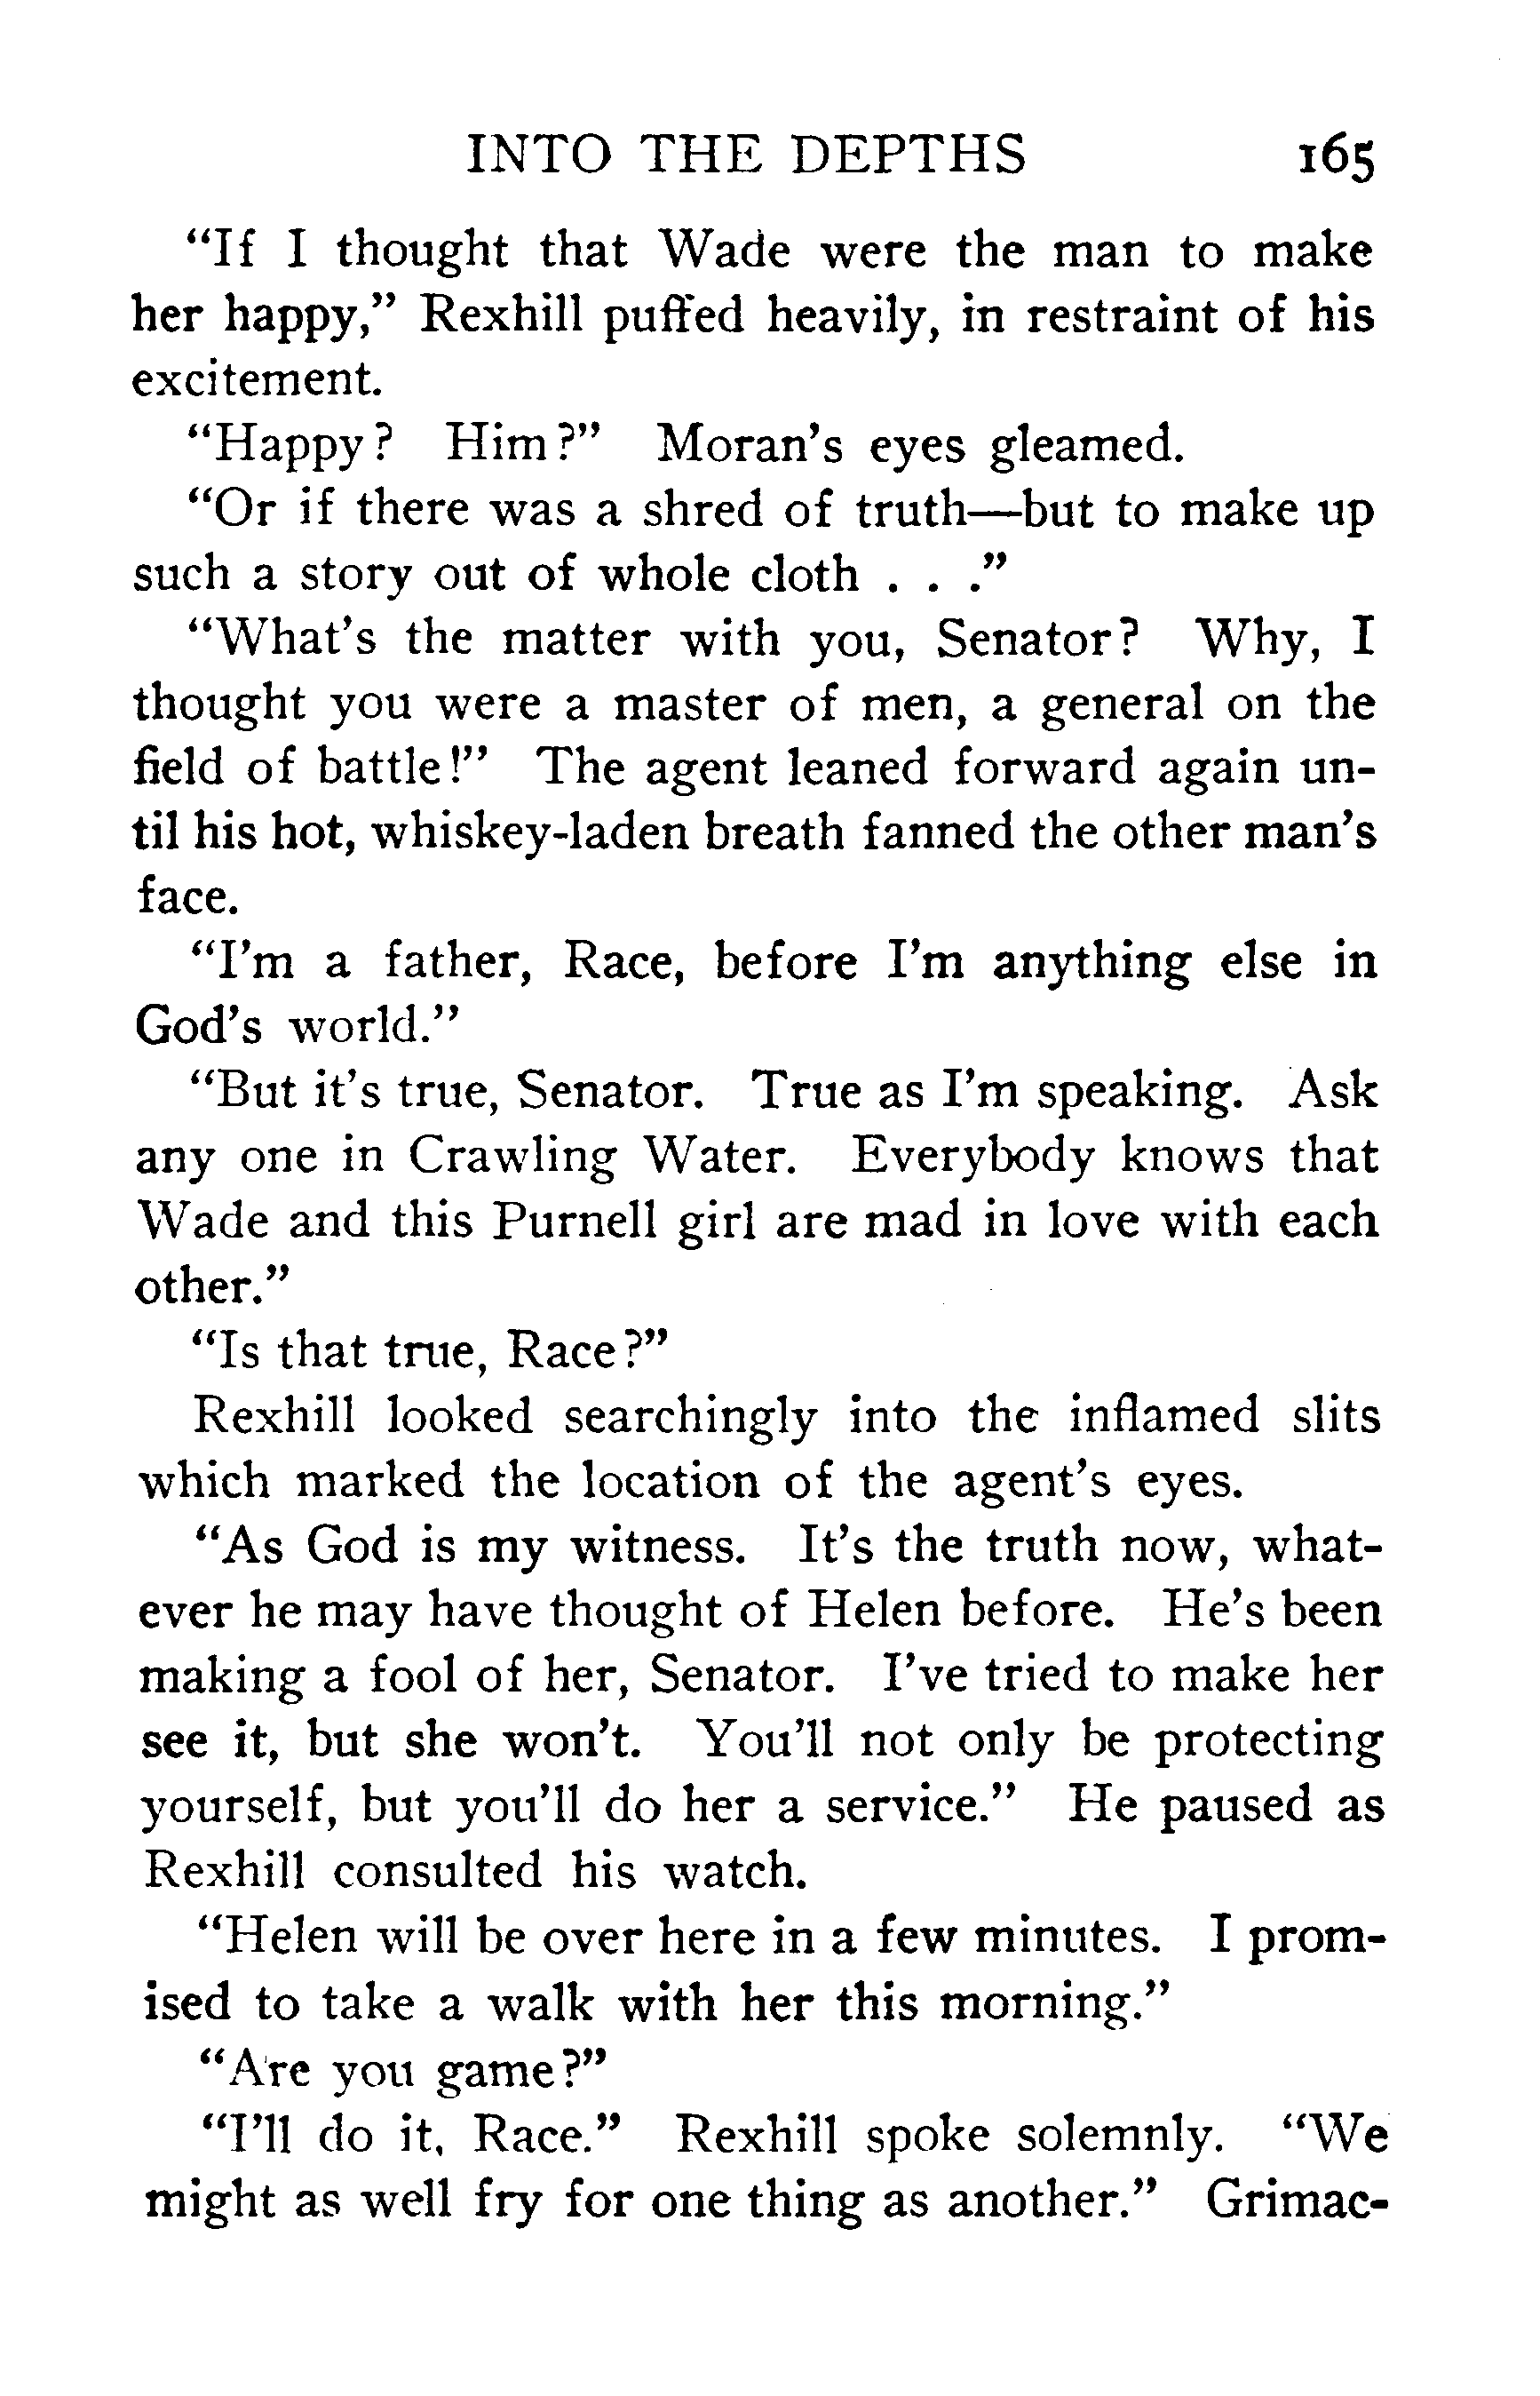 INTO THE DEPTHS 165
“If I thought that Wade were the man to make
her happy,” Rexhill puffed heavily, in restraint of his
excitement.
“Happy? Him?” Moran’s eyes gleamed.
“Or if there was a shred of truth—but to make up
such a story out of whole cloth . . .”
“What’s the matter with you, Senator? Why, I
thought you were a master of men, a general on the
field of battle!” The agent leaned forward again un-
til his hot, whiskey-laden breath fanned the other man’s
face.
“I’m a father, Race, before I’m anything else in
God’s world.”
“But it’s true, Senator. True as I’m speaking. Ask
any one in Crawling Water. Everybody knows that
Wade and this Purnell girl are mad in love with each
other.”
“Is that true, Race?”
Rexhill looked searchingly into the inflamed slits
which marked the location of the agent’s eyes.
“As God is my witness. It’s the truth now, what-
ever he may have thought of Helen before. He’s been
making a fool of her, Senator. I’ve tried to make her
see it, but she won’t. You’ll not only be protecting
yourself, but you’ll do her a service.” He paused as
Rexhill consulted his watch.
“Helen will be over here in a few minutes. I prom-
ised to take a walk with her this morning.”
“Are you game?”
“I’ll do it, Race.” Rexhill spoke solemnly. “We
might as well fry for one thing as another.” Grimac-